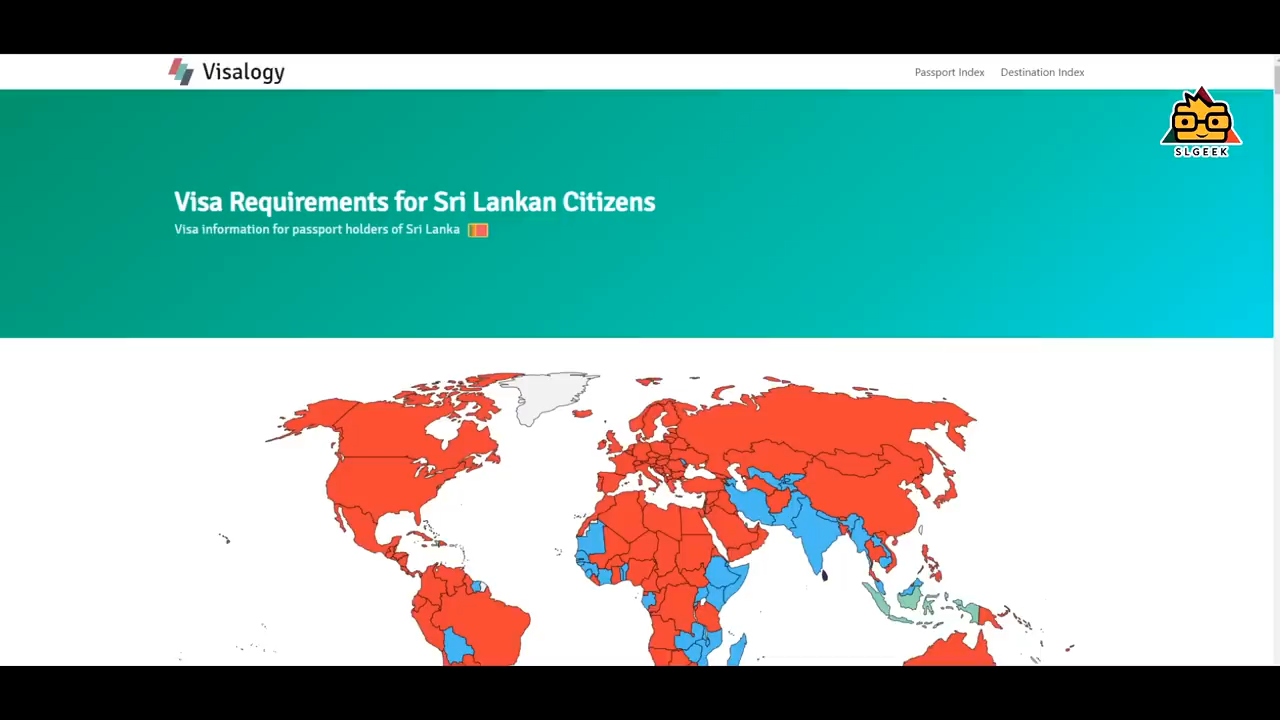 Visalogy
Passport Index
Destination Index
SLGEEK
Visa Requirements for Sri Lankan Citizens
Visa information for passport holders of Sri Lanka